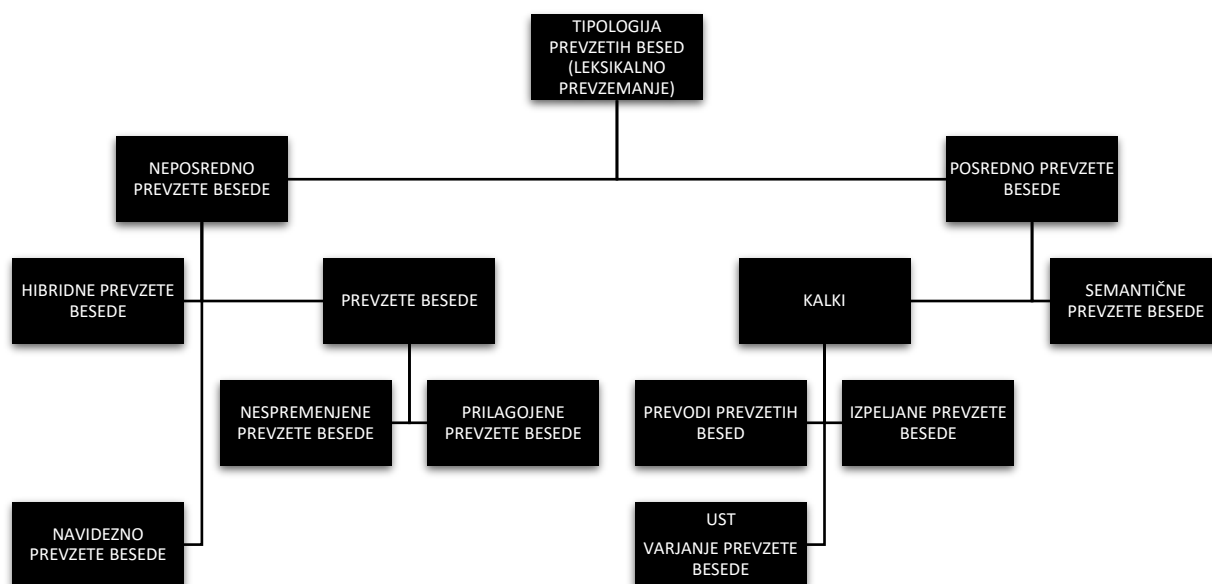 TIPOLOGIJA
PREVZETIH BESED
(LEKSIKALNO
PREVZEMANJE)
NEPOSREDNO
PREVZETE BESEDE
POSREDNO PREVZETE
BESEDE
HIBRIDNE PREVZETE
BESEDE
PREVZETE BESEDE
KALKI
SEMANTIČNE
PREVZETE BESEDE
NESPREMENJENE
PREVZETE BESEDE
PRILAGOJENE
PREVZETE BESEDE
PREVODI PREVZETIH
BESED
IZPELJANE PREVZETE
BESEDE
NAVIDEZNO
PREVZETE BESEDE
UST
VARJANJE PREVZETE
BESEDE